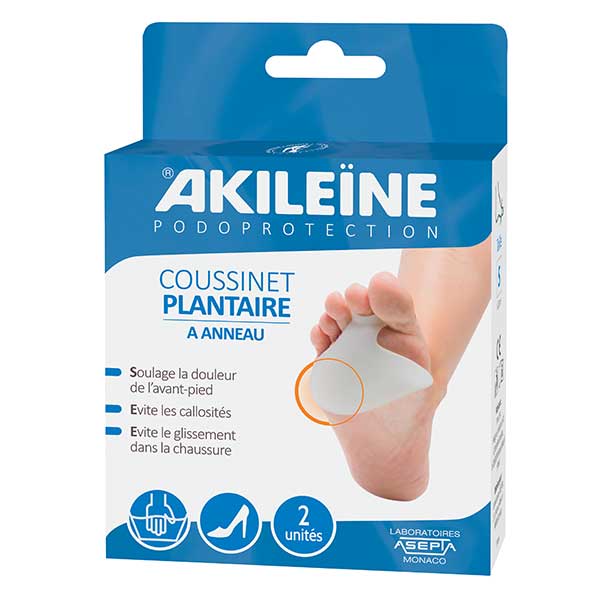 ® AKILEÏNE
PODOPROTECTION
COUSSINET
PLANTAIRE
A ANNEAU
Soulage la douleur
de l'avant-pied
Evite les callosités
Evite le glissement
dans la chaussure
2
unités
LABORATOIRES
ASEPTA
MONACO
S